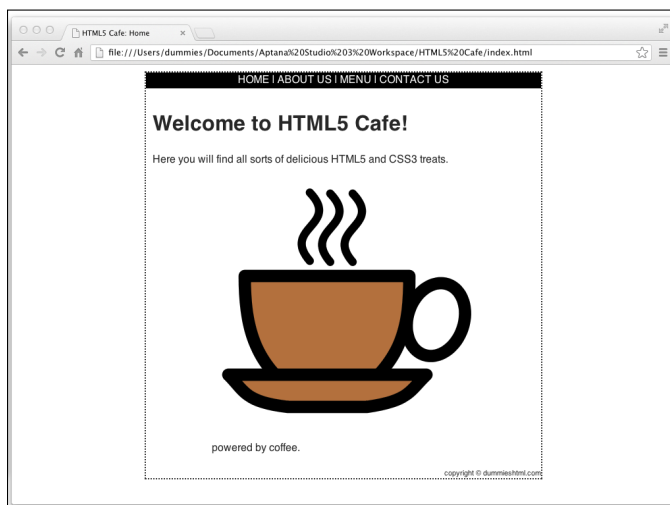 HTML5 Cafe: Home
file:///Users/dummies/Documents/Aptana%20Studio%203%20Workspace/HTML5%20Cafe/index.html
HOME | ABOUT US | MENU | CONTACT US
Welcome to HTML5 Cafe!
Here you will find all sorts of delicious HTML5 and CSS3 treats.
powered by coffee.
copyright © dummieshtml.com